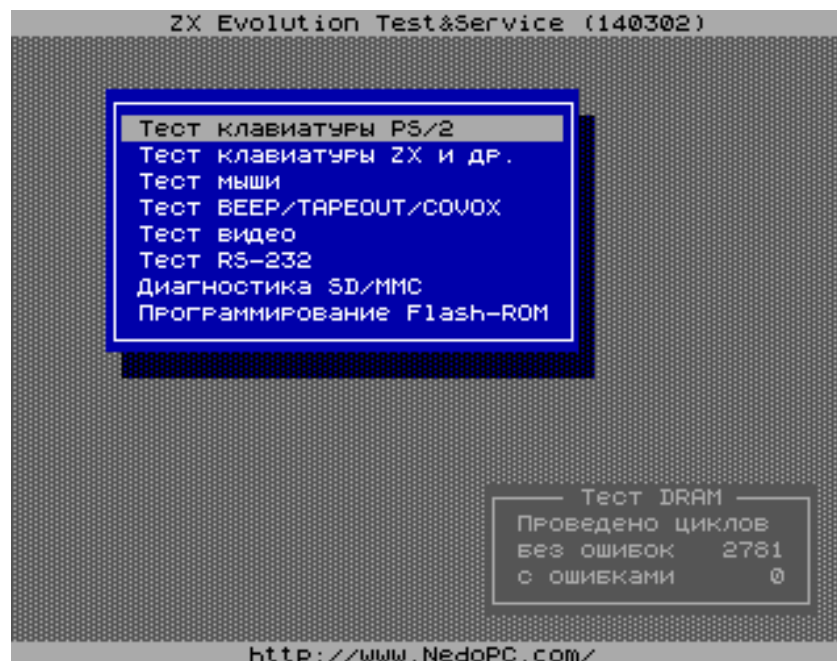 ZX Evolution Test&Service (140302)
Тест клавиатуры PS/2
Тест клавиатуры ZX и др.
Тест мыши
Тест BEEP/TAPEOUT/COVOX
Тест видео
Тест RS-232
Диагностика SD/MMC
Программирование Flash-ROM
Тест DRAM
Проведено циклов
без ошибок 2781
с ошибками 0
http://www.NedoPC.com/